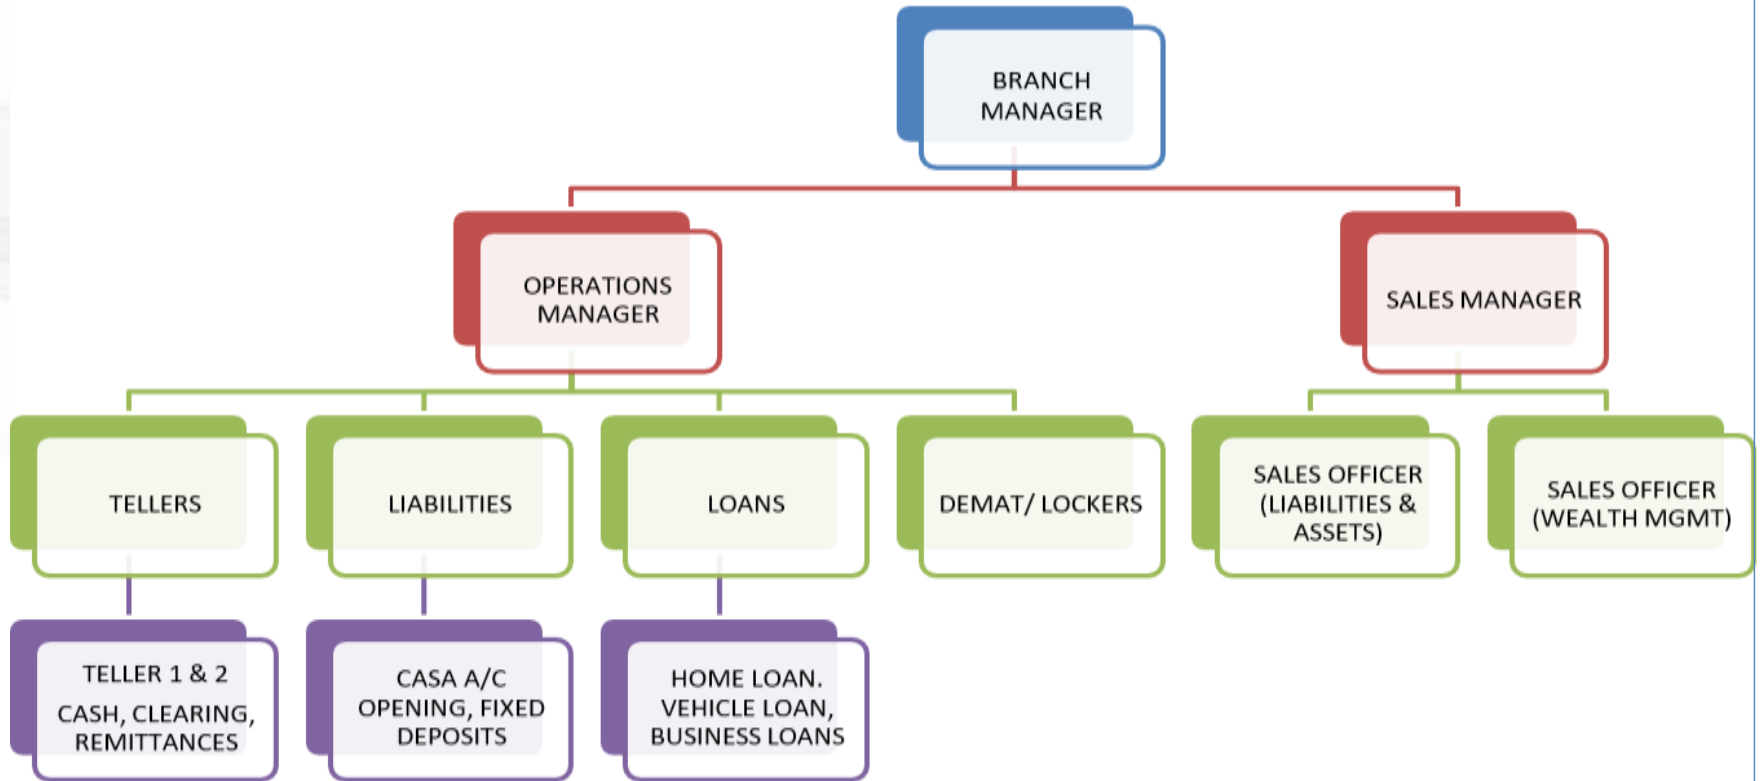 BRANCH
MANAGER
OPERATIONS
MANAGER
SALES MANAGER
TELLERS
LIABILITIES
LOANS
DEMAT/ LOCKERS
SALES OFFICER
(LIABILITIES &
ASSETS)
SALES OFFICER
(WEALTH MGMT)
TELLER 1 & 2
CASH, CLEARING,
REMITTANCES
CASA A/C
OPENING, FIXED
DEPOSITS
HOME LOAN.
VEHICLE LOAN,
BUSINESS LOANS